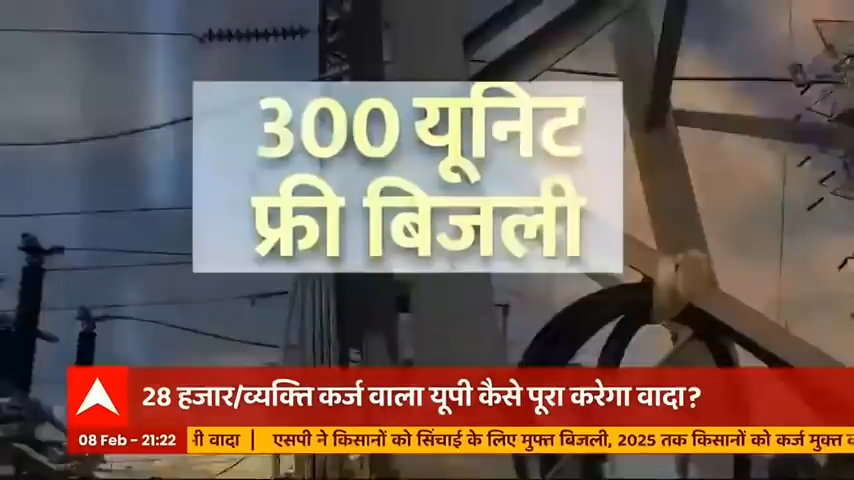 300 यूनिट
फ्री बिजली
28 हजार/व्यक्ति कर्ज वाला यूपी कैसे पूरा करेगा वादा?
08 Feb - 21:22
वादा | एसपी ने किसानों को सिंचाई के लिए मुफ्त बिजली, 2025 तक किसानों को कर्ज मुक्त